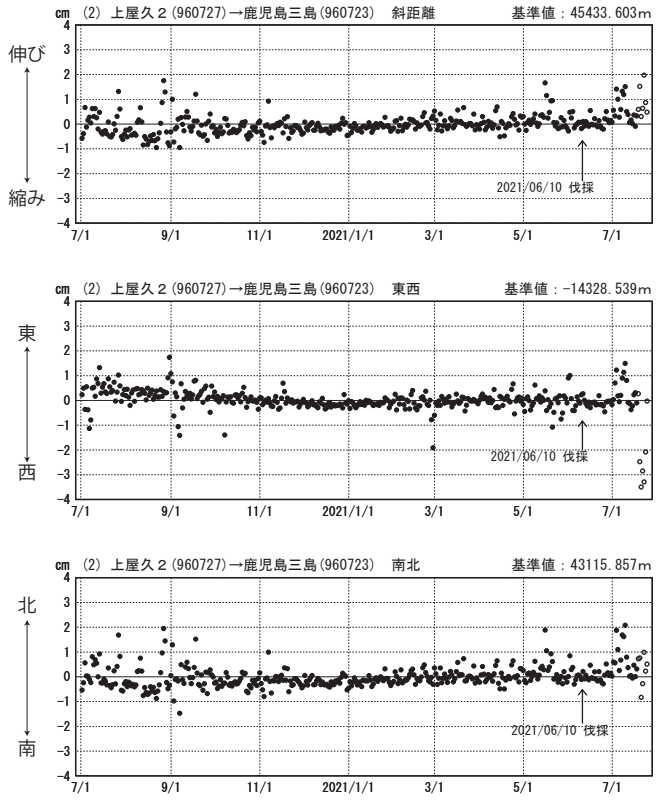 cm (2) 上屋久2(960727)→鹿児島三島(960723) 斜距離 基準値:45433.603m
4
伸び
3
2
1
0
-1
-2
縮み
-3
-4
2021/06/10 伐採
7/1 9/1 11/1 2021/1/1 3/1 5/1 7/1
cm (2) 上屋久2(960727)→鹿児島三島(960723) 東西 基準値:-14328.539m
4
東
3
2
1
0
-1
-2
西
-3
-4
2021/06/10 伐採
7/1 9/1 11/1 2021/1/1 3/1 5/1 7/1
cm (2) 上屋久2(960727)→鹿児島三島(960723) 南北 基準値:43115.857m
4
北
3
2
1
0
-1
-2
南
-3
-4
2021/06/10 伐採
7/1 9/1 11/1 2021/1/1 3/1 5/1 7/1